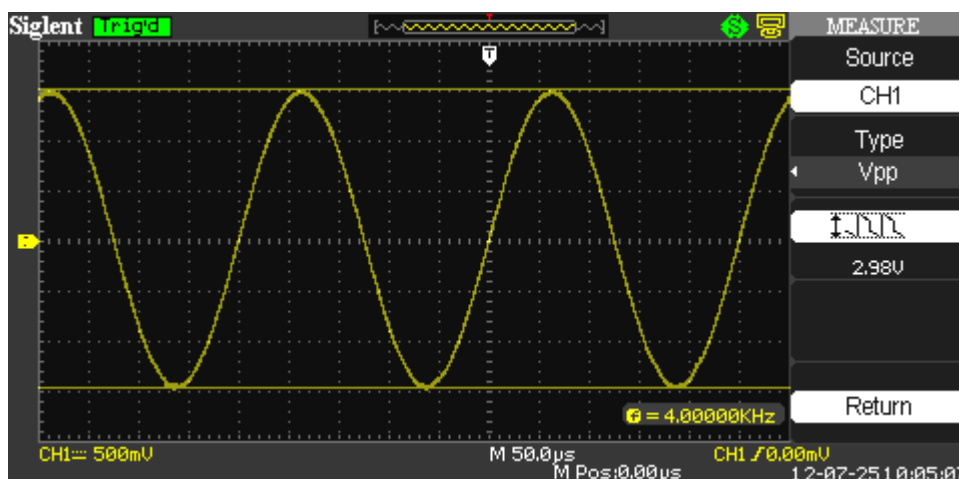 Siglent Trig'd MEASURE
Source
CH1
Type
Vpp
2.98V
f = 4.00000KHz
Return
CH1 500mV M 50.0µs CH1 0.00mV
M Pos:0.00µs